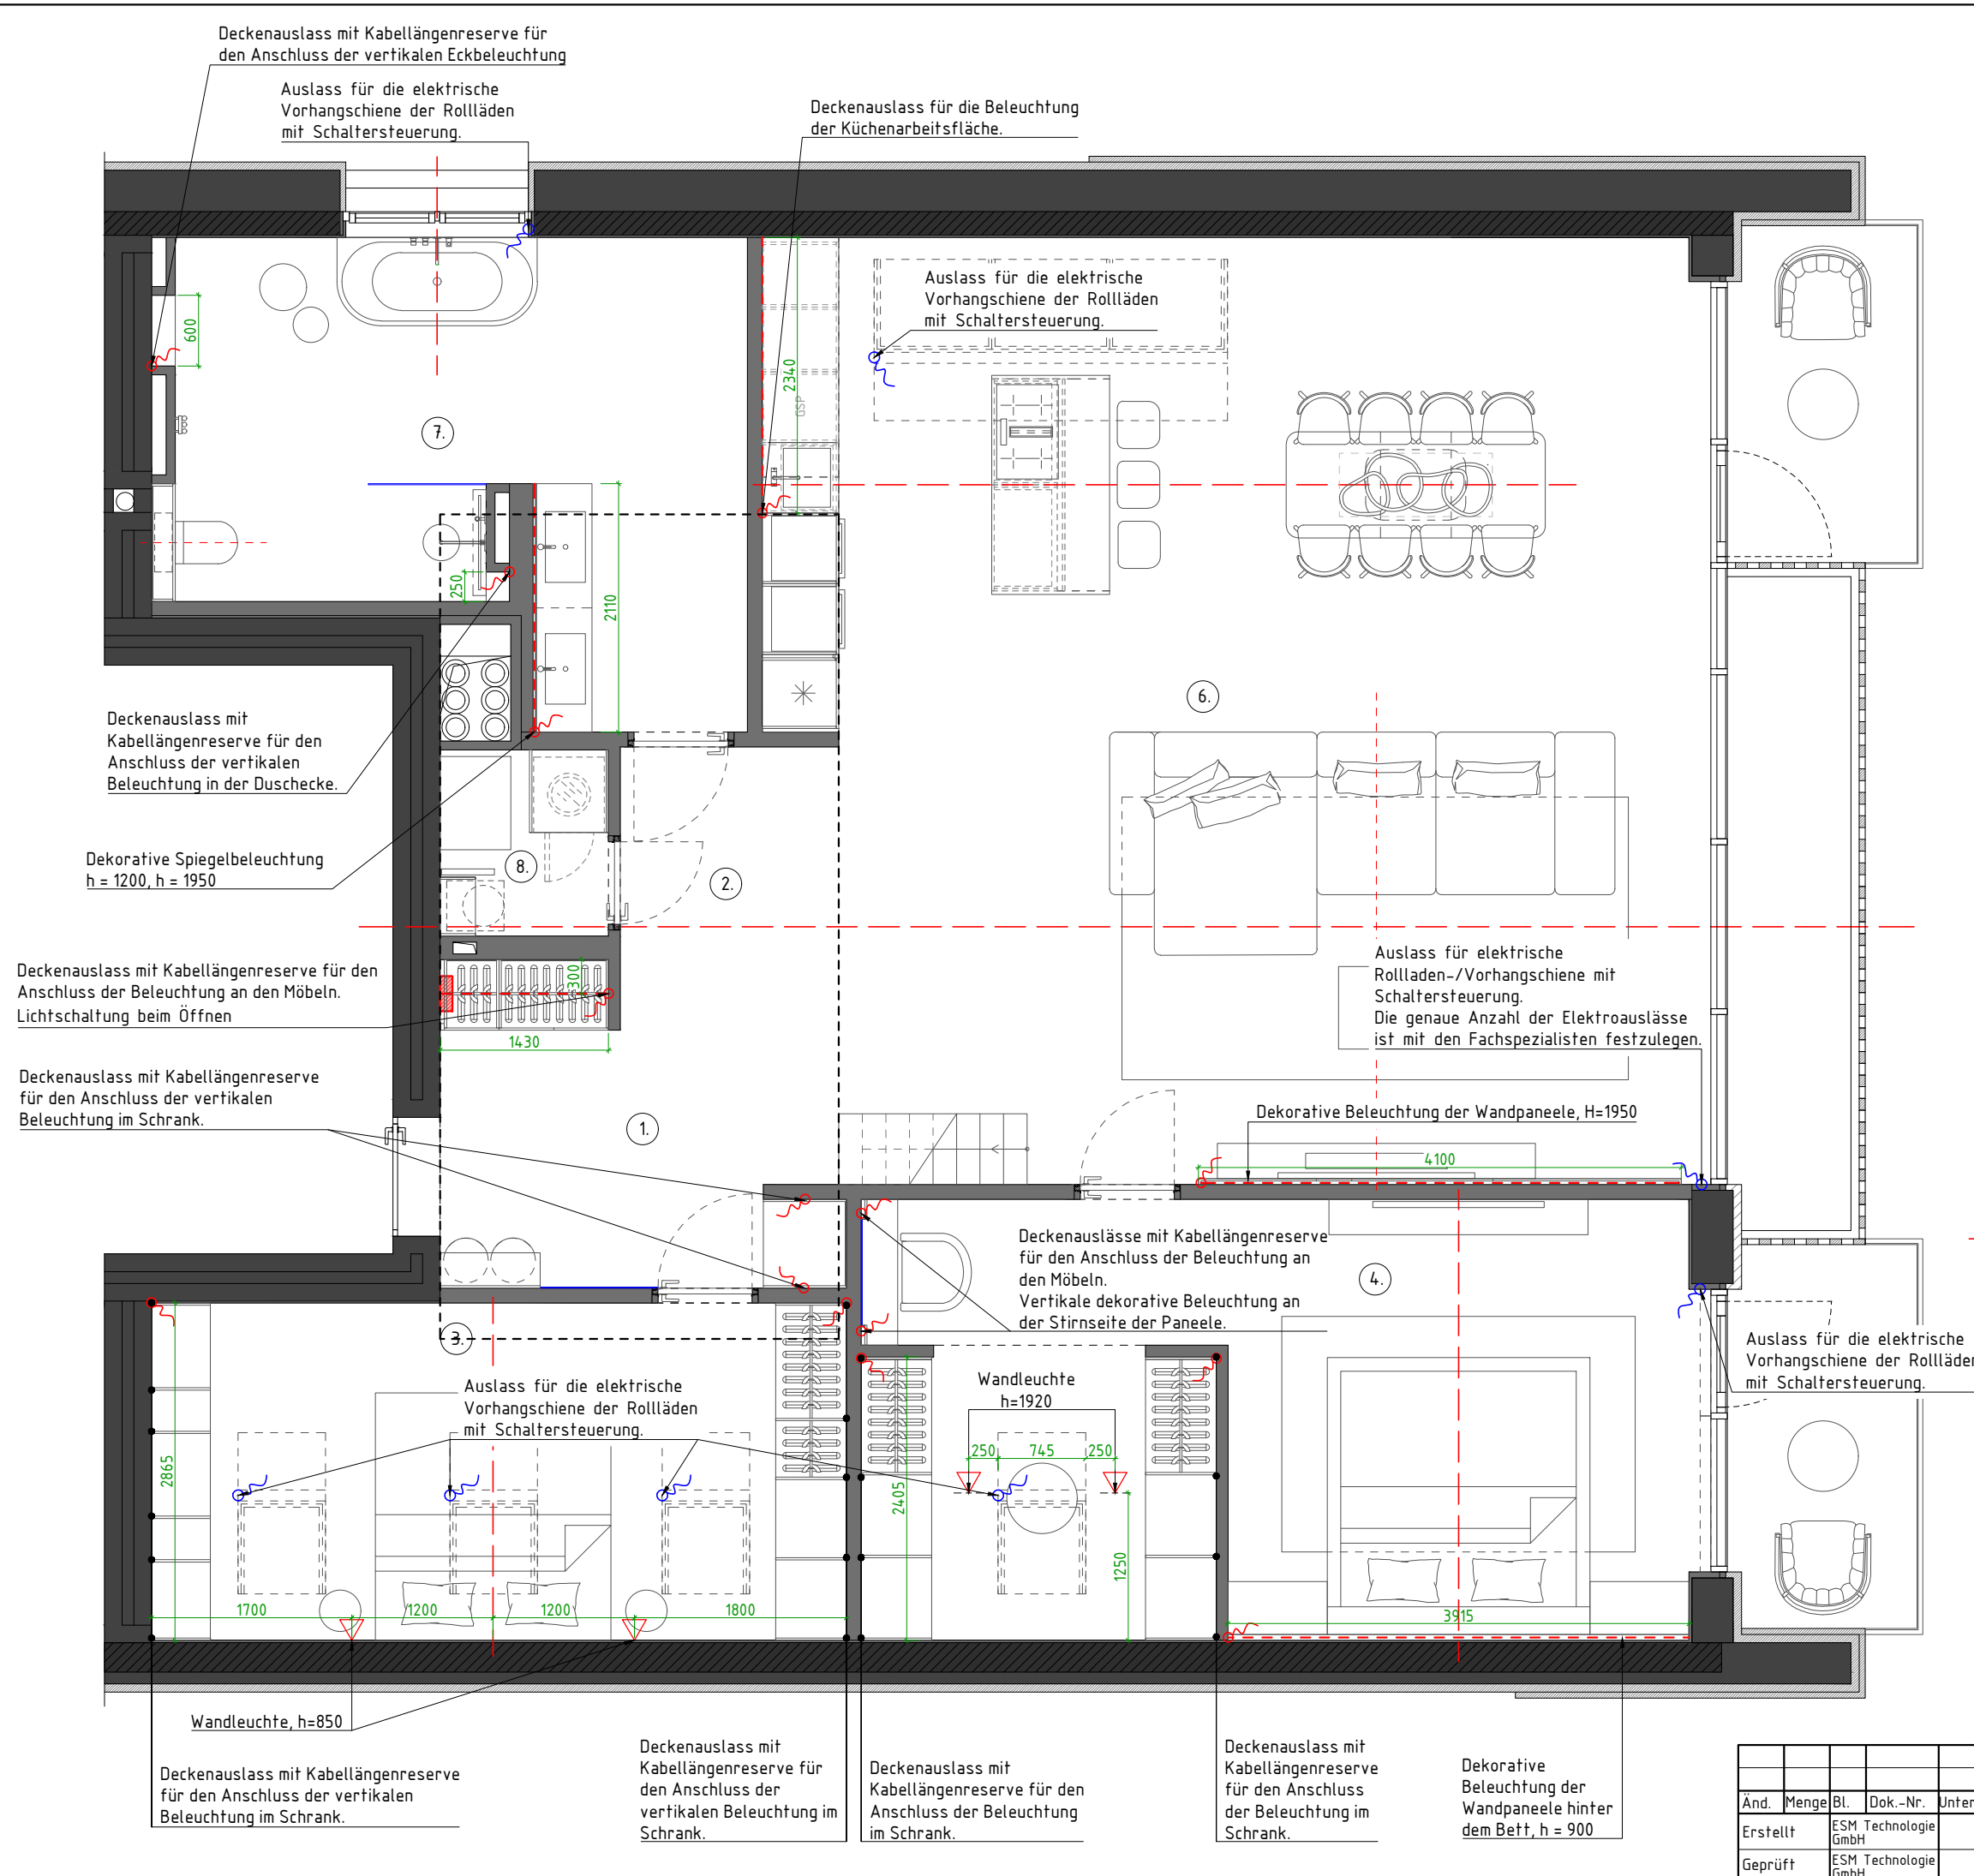 Deckenauslass mit Kabellängenreserve für
den Anschluss der vertikalen Eckbeleuchtung
Auslass für die elektrische
Vorhangschiene der Rollläden
mit Schaltersteuerung.
Deckenauslass für die Beleuchtung
der Küchenarbeitsfläche.
Auslass für die elektrische
Vorhangschiene der Rollläden
mit Schaltersteuerung.
600
2340
GSP
7.
250
2110
6.
Deckenauslass mit
Kabellängenreserve für den
Anschluss der vertikalen
Beleuchtung in der Duschecke.
Dekorative Spiegelbeleuchtung
h = 1200, h = 1950
8.
2.
Deckenauslass mit Kabellängenreserve für den
Anschluss der Beleuchtung an den Möbeln.
Lichtschaltung beim Öffnen
300
1430
Auslass für elektrische
Rollladen-/Vorhangschiene mit
Schaltersteuerung.
Die genaue Anzahl der Elektroauslässe
ist mit den Fachspezialisten festzulegen.
Deckenauslass mit Kabellängenreserve
für den Anschluss der vertikalen
Beleuchtung im Schrank.
1.
Dekorative Beleuchtung der Wandpaneele, H=1950
4100
Deckenauslässe mit Kabellängenreserve
für den Anschluss der Beleuchtung an
den Möbeln.
Vertikale dekorative Beleuchtung an
der Stirnseite der Paneele.
4.
3.
Auslass für die elektrische
Vorhangschiene der Rollläden
mit Schaltersteuerung.
Auslass für die elektrische
Vorhangschiene der Rollläden
mit Schaltersteuerung.
Wandleuchte
h=1920
250
745
250
2865
2405
1250
1700
1200
1200
1800
3915
Wandleuchte, h=850
Deckenauslass mit Kabellängenreserve
für den Anschluss der vertikalen
Beleuchtung im Schrank.
Deckenauslass mit
Kabellängenreserve für
den Anschluss der
vertikalen Beleuchtung im
Schrank.
Deckenauslass mit
Kabellängenreserve für den
Anschluss der Beleuchtung
im Schrank.
Deckenauslass mit
Kabellängenreserve
für den Anschluss
der Beleuchtung im
Schrank.
Dekorative
Beleuchtung der
Wandpaneele hinter
dem Bett, h = 900
Änd. Menge Bl. Dok.-Nr. Unter
Erstellt ESM Technologie
GmbH
Geprüft ESM Technologie
GmbH